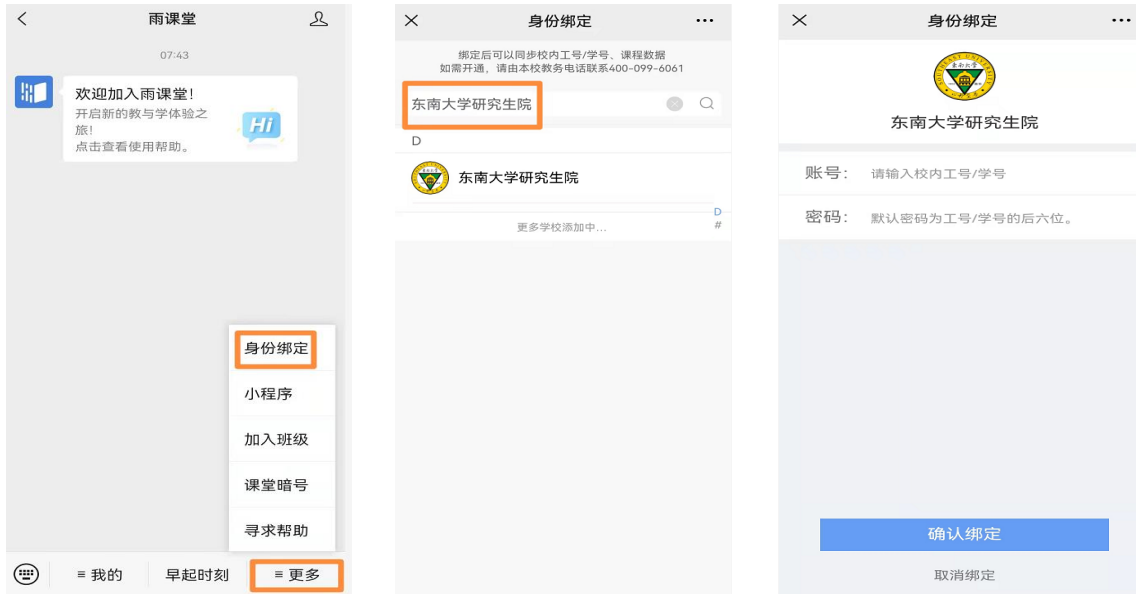 雨课堂
07:43
欢迎加入雨课堂!
开启新的教与学体验之
旅!
点击查看使用帮助。
Hi
身份绑定
小程序
加入班级
课堂暗号
寻求帮助
≡ 我的
早起时刻
≡ 更多
身份绑定
绑定后可以同步校内工号/学号、课程数据
如需开通，请由本校教务电话联系400-099-6061
东南大学研究生院
D
东南大学研究生院
更多学校添加中...
D
#
身份绑定
东南大学研究生院
账号： 请输入校内工号/学号
密码： 默认密码为工号/学号的后六位。
确认绑定
取消绑定